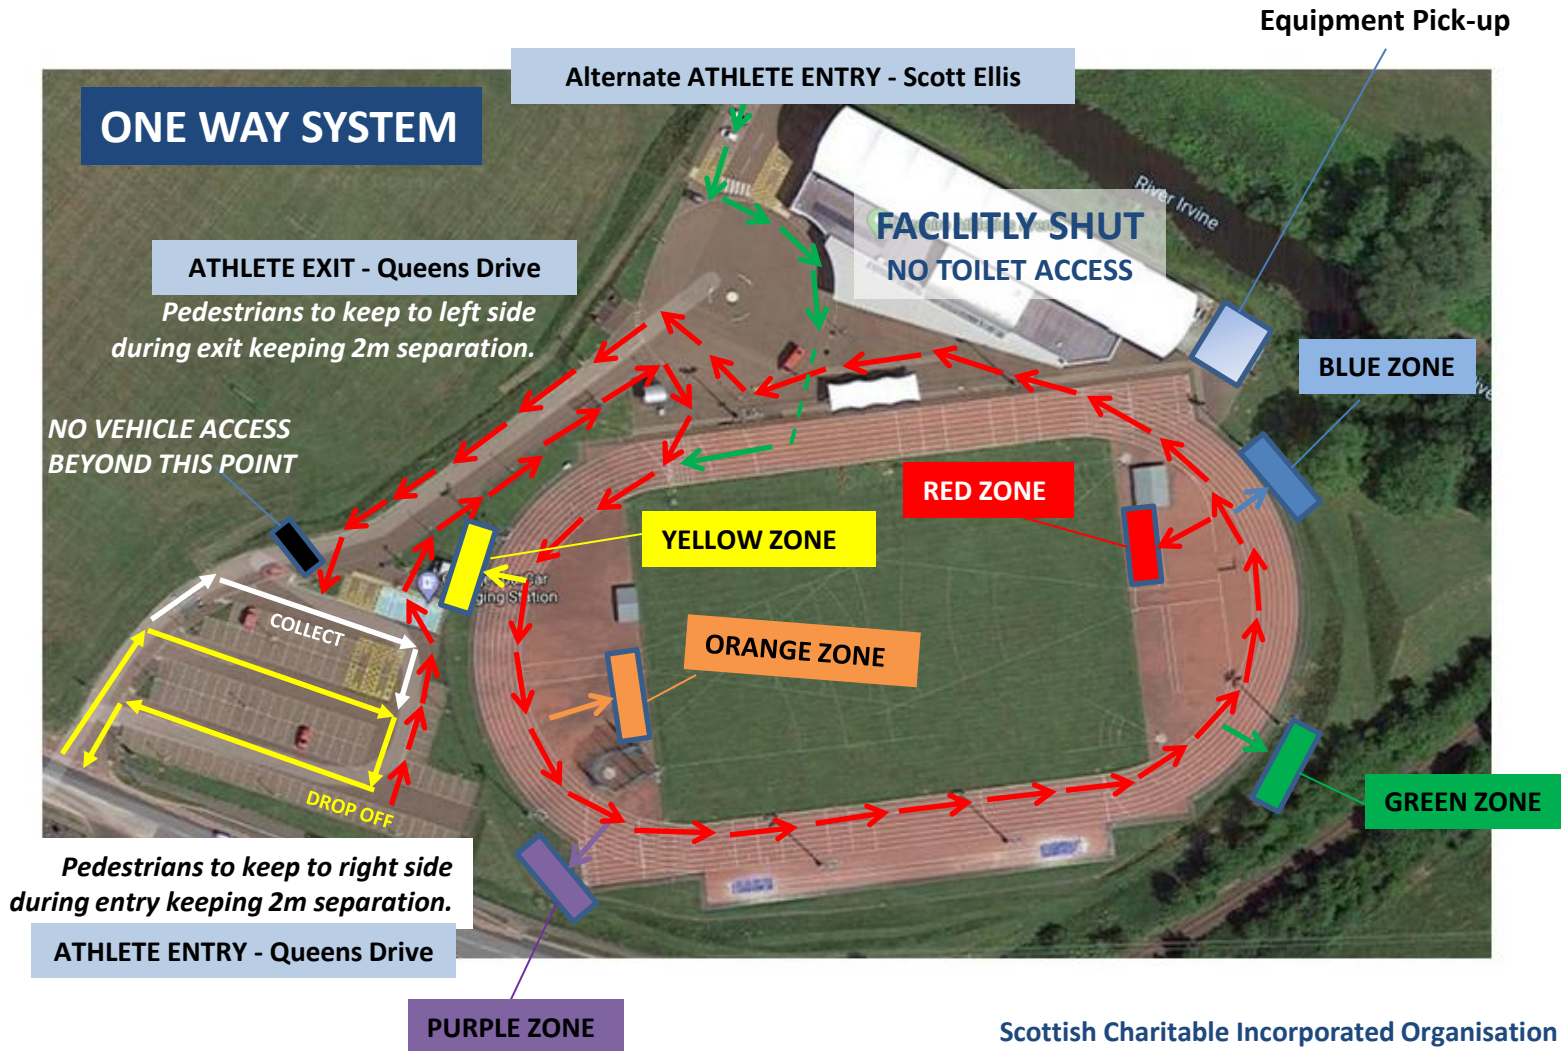 Equipment Pick-up
Alternate ATHLETE ENTRY - Scott Ellis
ONE WAY SYSTEM
River Irvine
FACILITLY SHUT
NO TOILET ACCESS
ATHLETE EXIT - Queens Drive
Pedestrians to keep to left side
during exit keeping 2m separation.
BLUE ZONE
NO VEHICLE ACCESS
BEYOND THIS POINT
RED ZONE
YELLOW ZONE
ging Station
COLLECT
ORANGE ZONE
DROP OFF
GREEN ZONE
Pedestrians to keep to right side
during entry keeping 2m separation.
ATHLETE ENTRY - Queens Drive
PURPLE ZONE
Scottish Charitable Incorporated Organisation